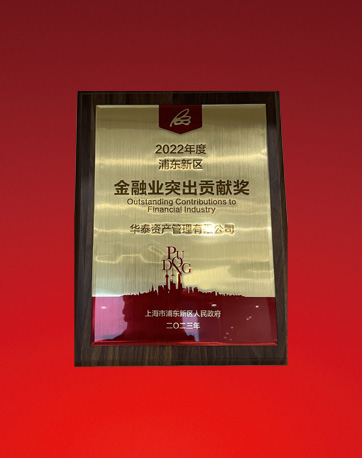 2022年度
浦东新区
金融业突出贡献奖
Outstanding Contributions to
Financial Industry
华泰资产管理有限公司
PU
DONG
上海市浦东新区人民政府
二〇二三年